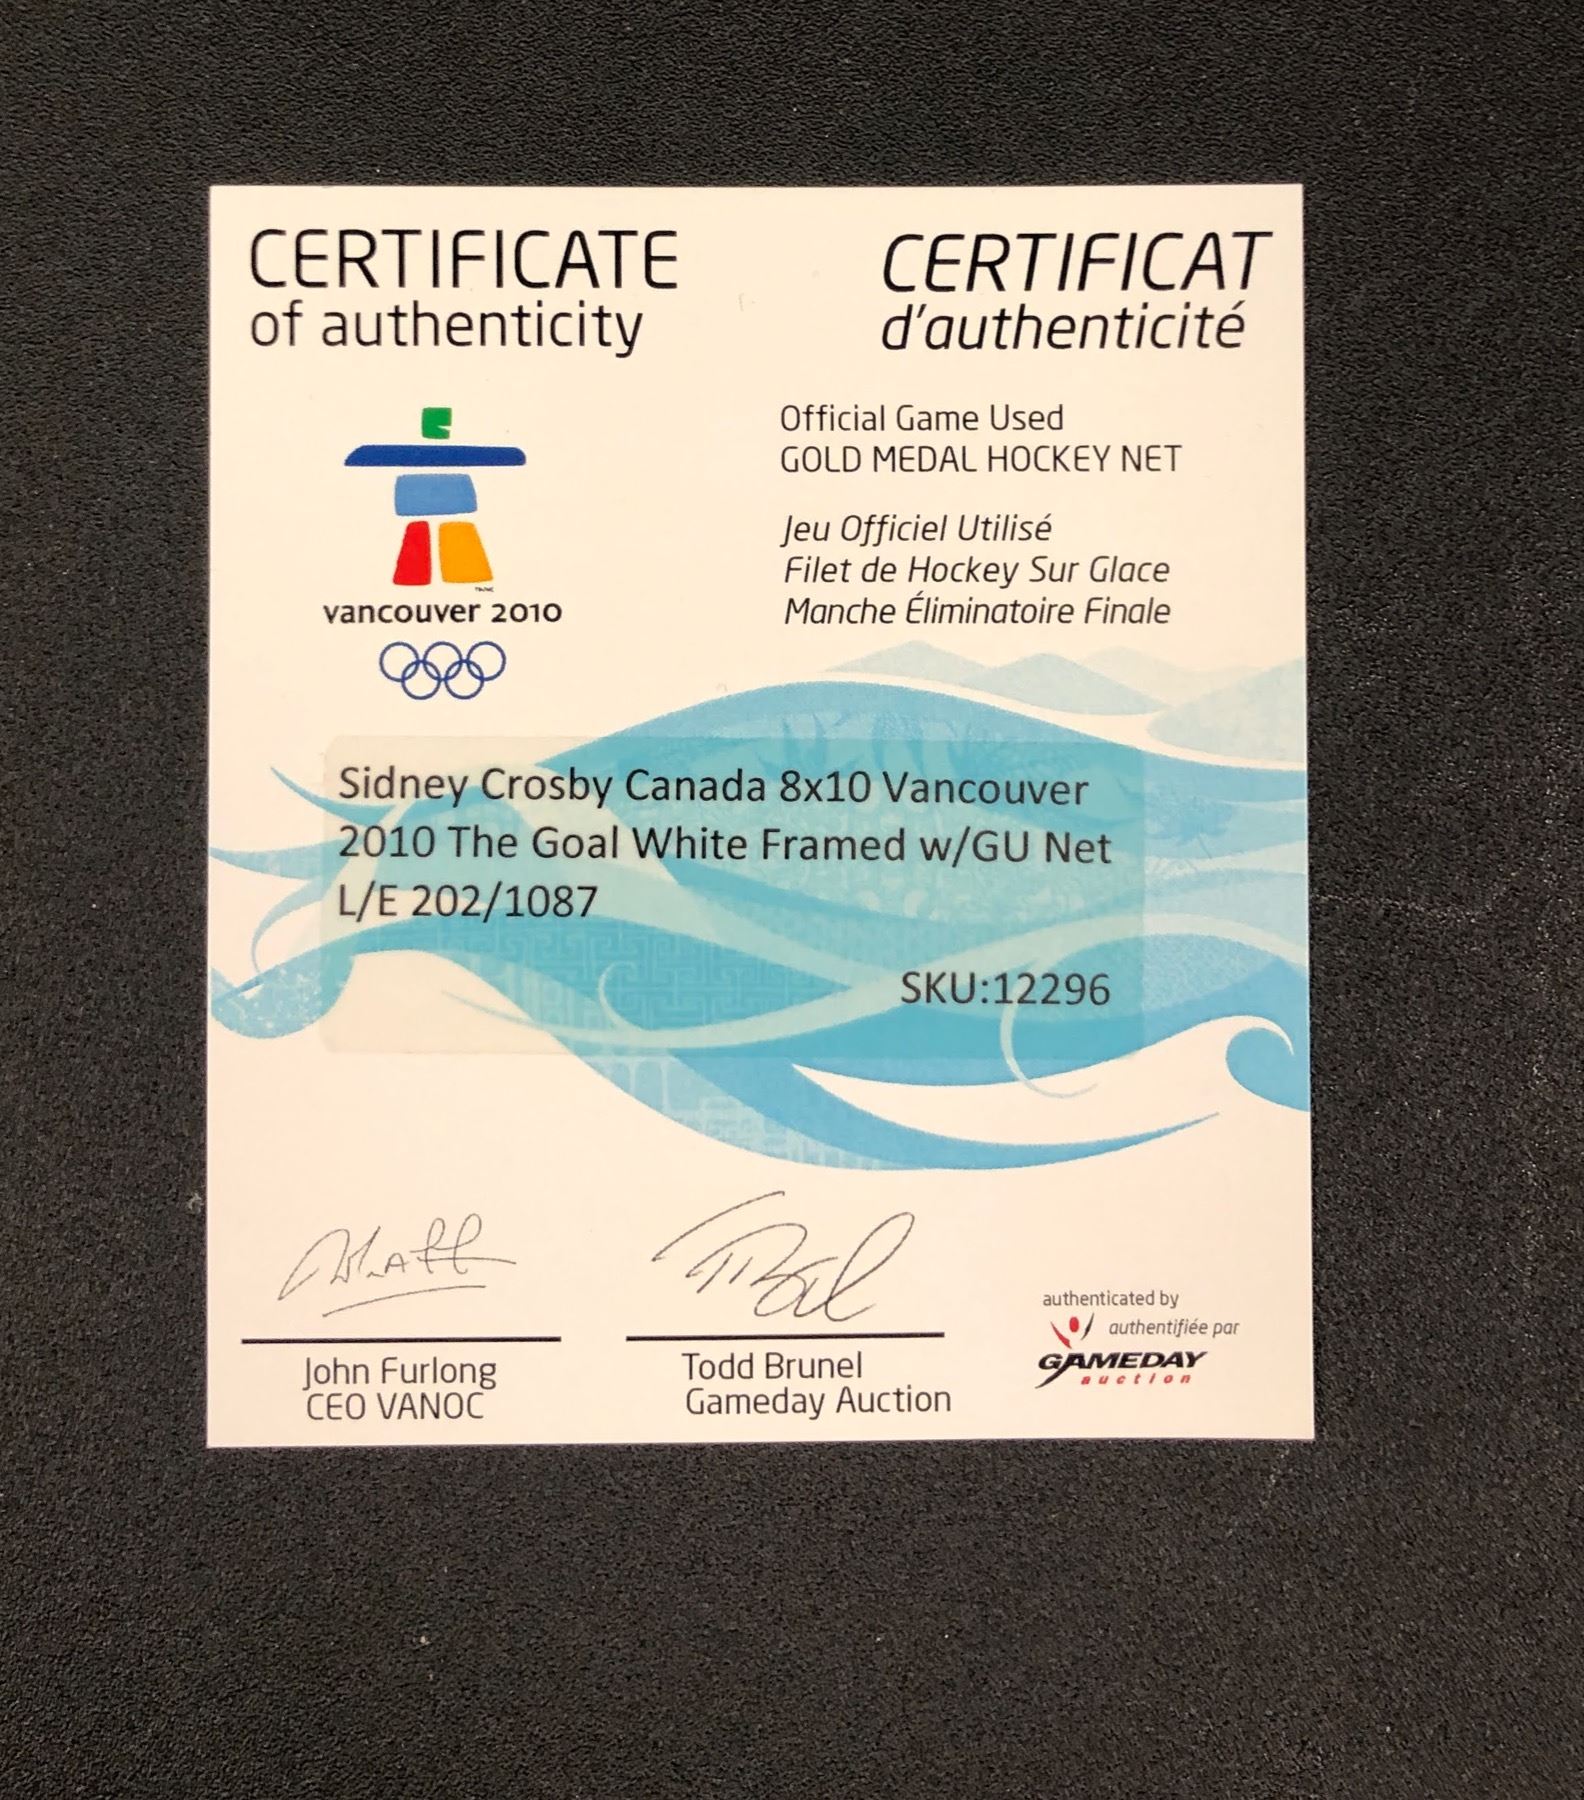 CERTIFICATE
of authenticity
CERTIFICAT
d'authenticité
vancouver 2010
Official Game Used
GOLD MEDAL HOCKEY NET
Jeu Officiel Utilisé
Filet de Hockey Sur Glace
Manche Éliminatoire Finale
Sidney Crosby Canada 8x10 Vancouver
2010 The Goal White Framed w/GU Net
L/E 202/1087
SKU:12296
John Furlong
CEO VANOC
Todd Brunel
Gameday Auction
authenticated by
authentifiée par
GAMEDAY
auction